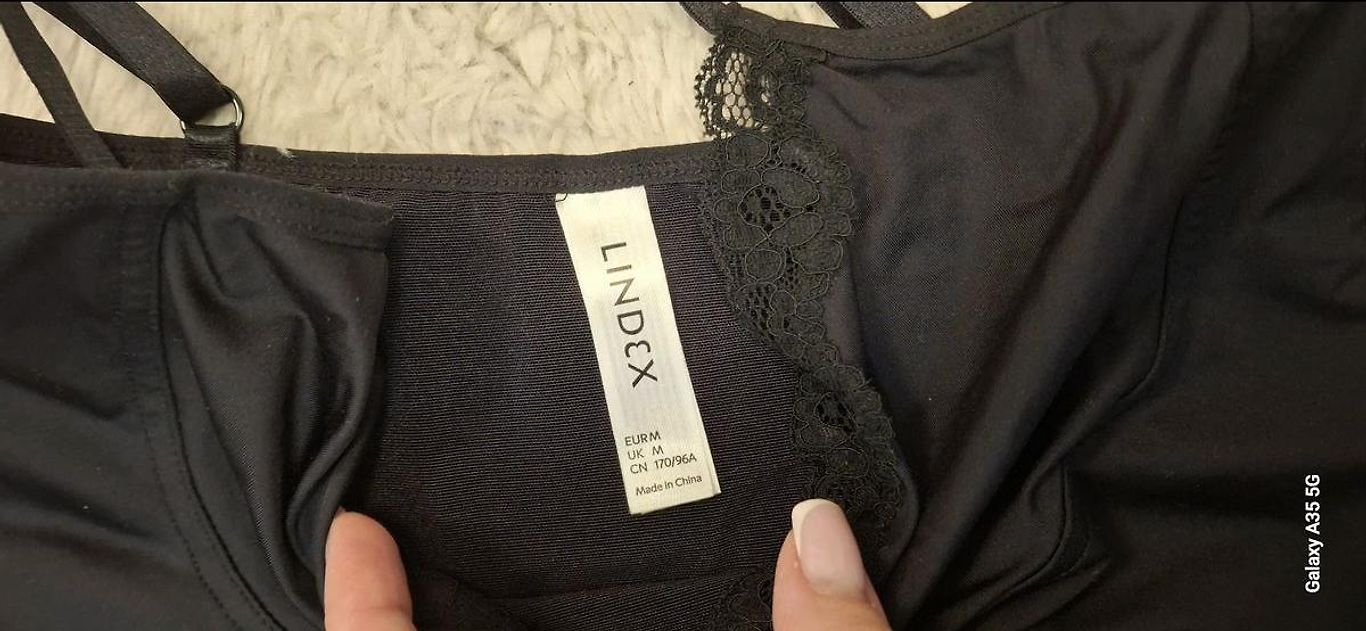 LINDEX
EUR M
UK M
CN 170/96A
Made in China
Galaxy A35 5G